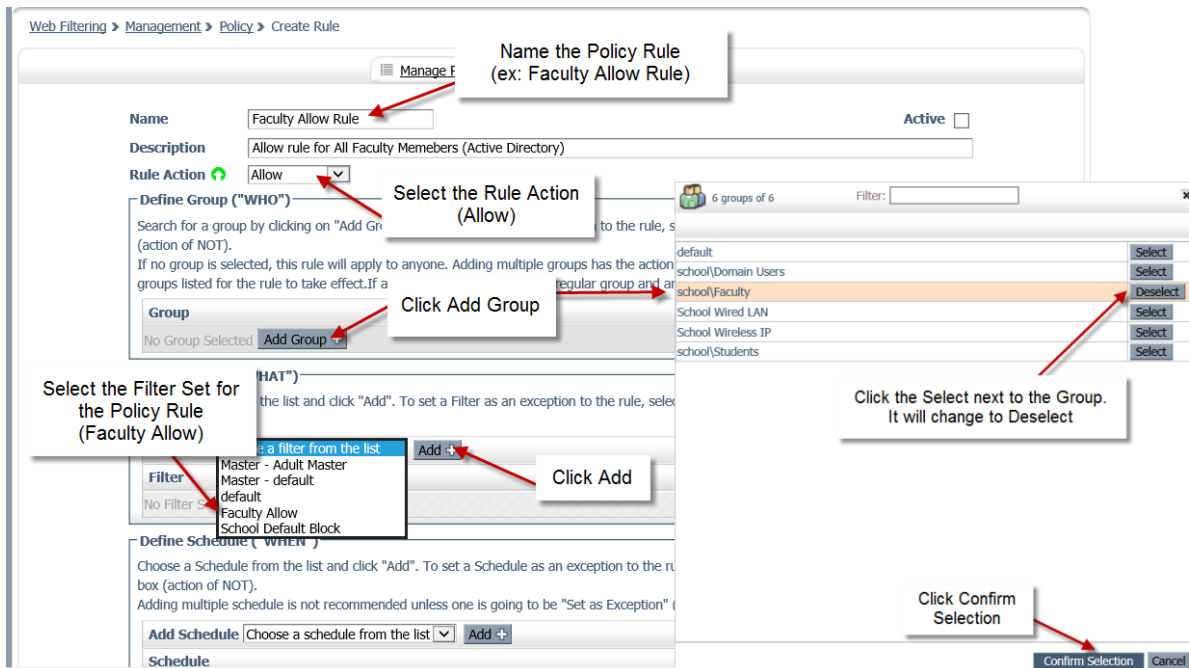 Web Filtering > Management > Policy > Create Rule
Name the Policy Rule
(ex: Faculty Allow Rule)
Manage
Name Faculty Allow Rule Active
Description Allow rule for All Faculty Memebers (Active Directory)
Rule Action Allow
Select the Rule Action
(Allow)
Define Group ("WHO")
Search for a group by clicking on "Add to the rule,
(action of NOT).
If no group is selected, this rule will apply to anyone. Adding multiple groups has the action
groups listed for the rule to take effect.If a regular group and
Click Add Group
Group
No Group Selected Add Group
6 groups of 6 Filter:
default Select
school\Domain Users Select
school\Faculty Deselect
School Wired LAN Select
School Wireless IP Select
school\Students Select
Click the Select next to the Group.
It will change to Deselect
Select the Filter Set for
the Policy Rule
(Faculty Allow)
the list and click "Add". To set a Filter as an exception to the rule,
a filter from the list Add +
Master - Adult Master
Master - default
default
Faculty Allow
School Default Block
Filter
No Filter
Click Add
Define Schedule ("WHEN")
Choose a Schedule from the list and click "Add". To set a Schedule as an exception to the
box (action of NOT).
Adding multiple schedule is not recommended unless one is going to be "Set as Exception" (
Add Schedule Choose a schedule from the list Add +
Schedule
Click Confirm
Selection
Confirm Selection Cancel